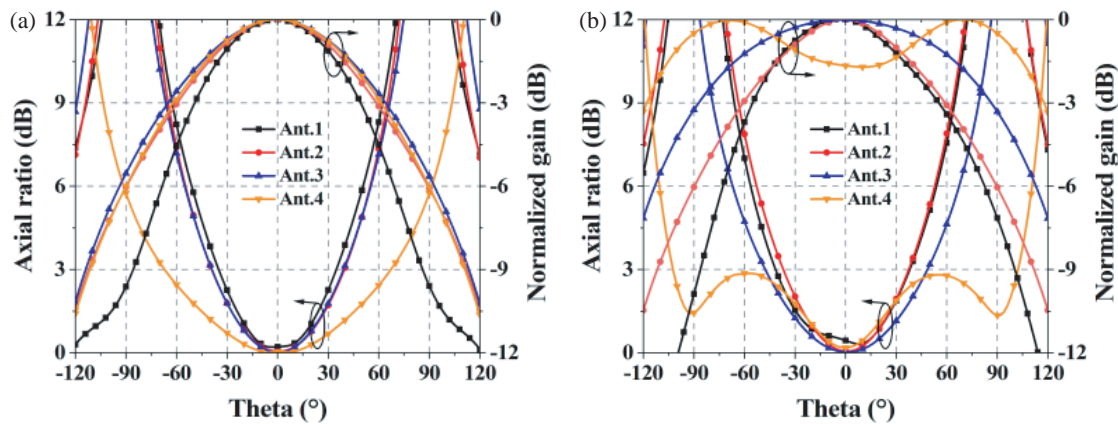 (a)
Axial ratio (dB)
12
9
6
3
0
-120 -90 -60 -30 0 30 60 90 120
Theta (°)
0
-3
-6
-9
-12
Normalized gain (dB)
Ant.1
Ant.2
Ant.3
Ant.4
(b)
Axial ratio (dB)
12
9
6
3
0
-120 -90 -60 -30 0 30 60 90 120
Theta (°)
0
-3
-6
-9
-12
Normalized gain (dB)
Ant.1
Ant.2
Ant.3
Ant.4